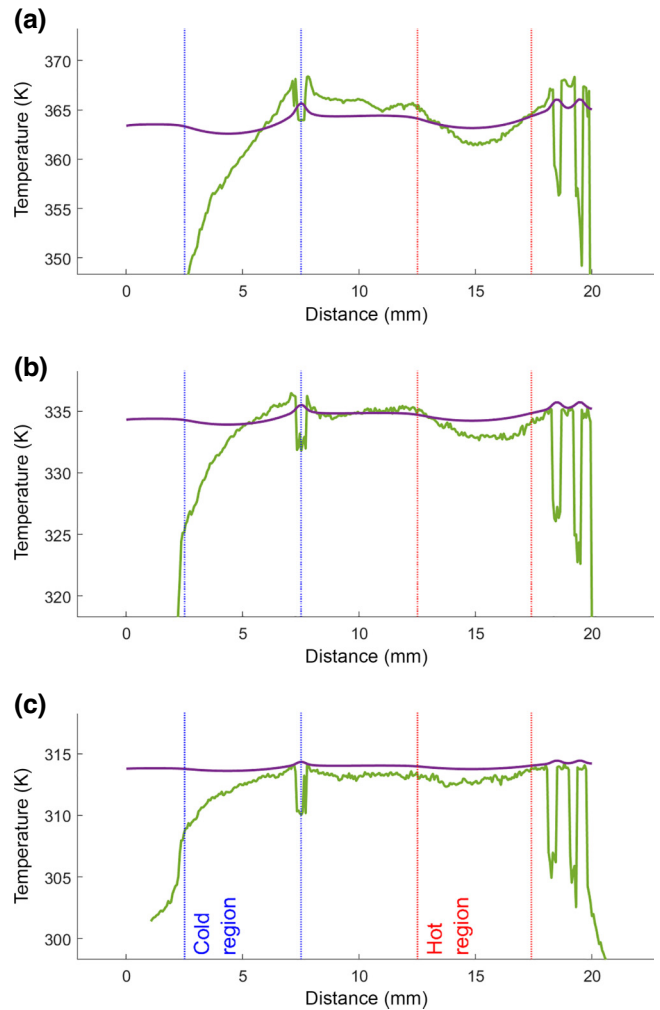 (a)
370
365
360
355
350
Temperature (K)
0 5 10 15 20
Distance (mm)
(b)
335
330
325
320
Temperature (K)
0 5 10 15 20
Distance (mm)
(c)
315
310
305
300
Temperature (K)
Cold
region
Hot
region
0 5 10 15 20
Distance (mm)